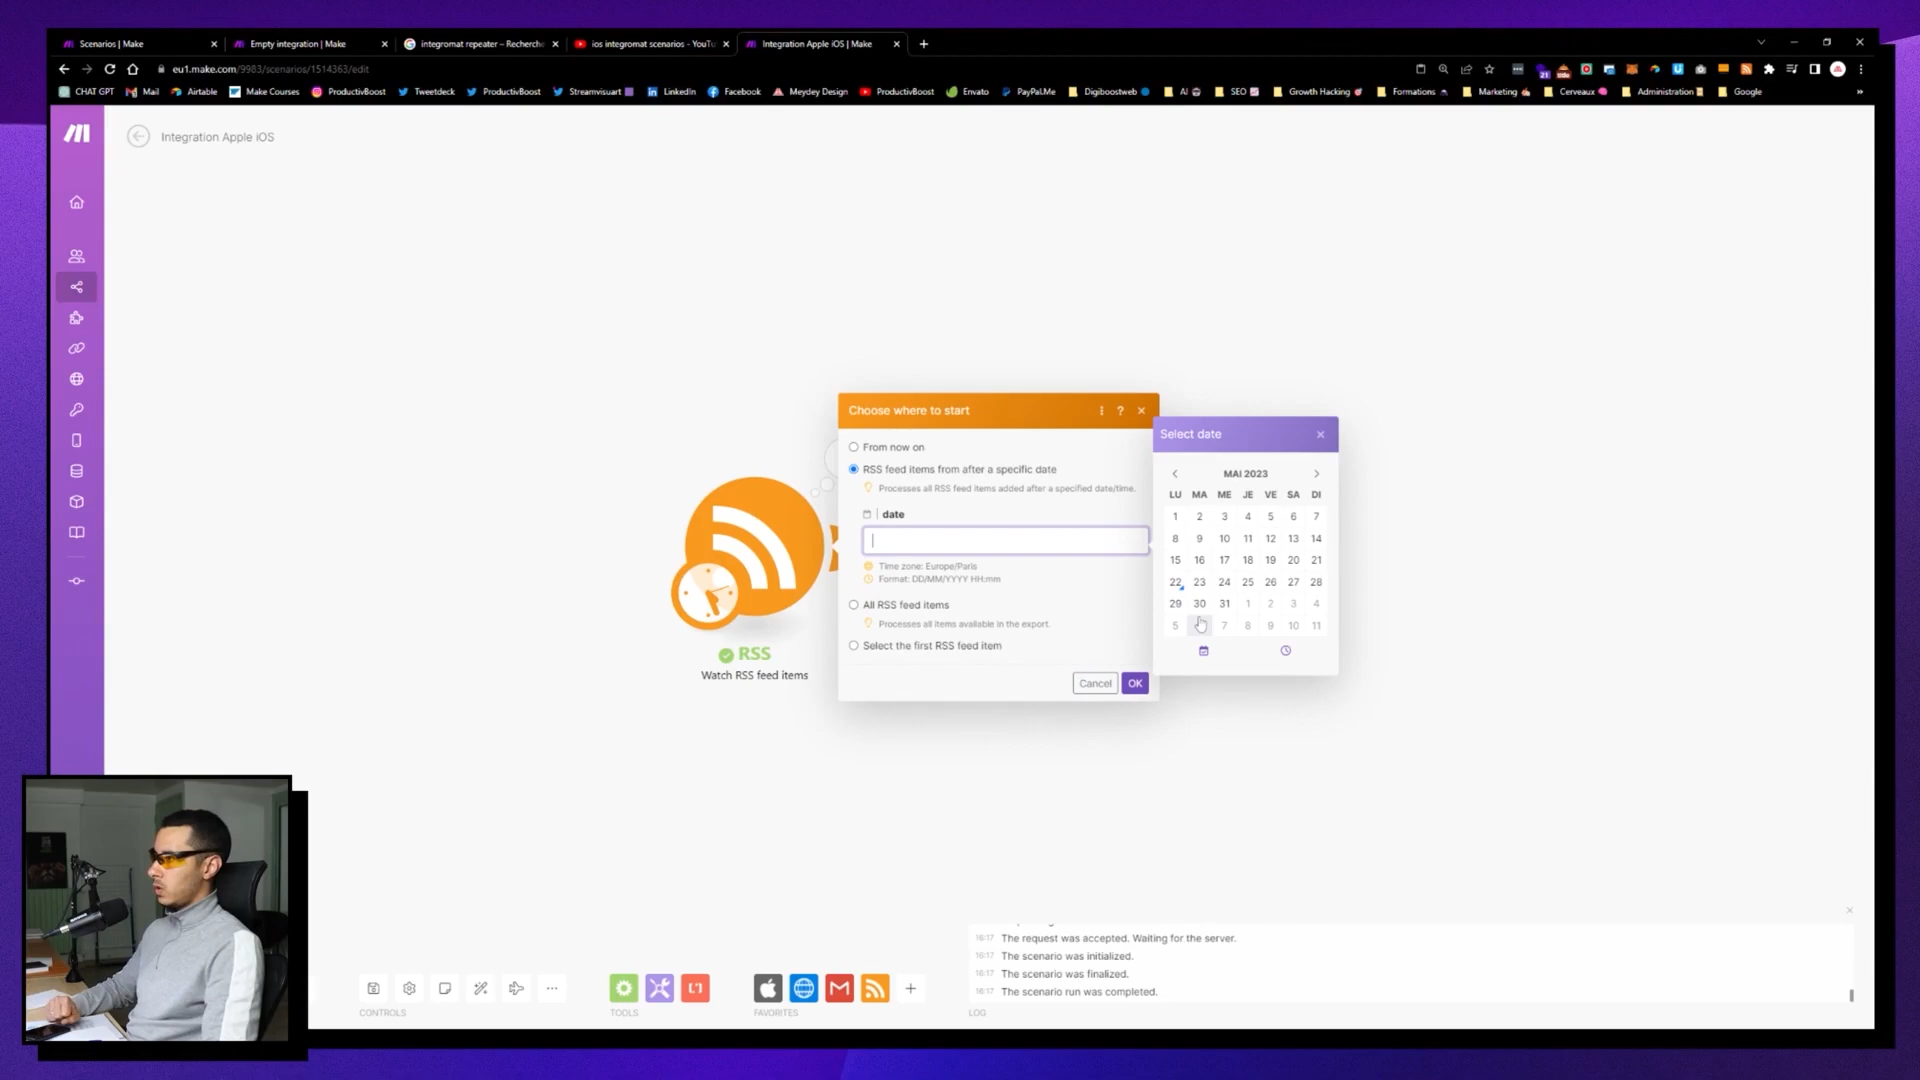 Scenarios | Make
Empty integration | Make
integromat repeater – Recherche
ios integromat scenarios - YouTu
Integration Apple iOS | Make
eu1.make.com/9983/scenarios/1514363/edit
CHAT GPT
Mail
Airtable
Make Courses
ProductivBoost
Tweetdeck
ProductivBoost
Streamvisuart
LinkedIn
Facebook
Meydey Design
ProductivBoost
Envato
PayPal.Me
Digiboostweb
AI
SEO
Growth Hacking
Formations
Marketing
Cerveaux
Administration
Google
Integration Apple iOS
Choose where to start
From now on
RSS feed items from after a specific date
Processes all RSS feed items added after a specified date/time.
date
Time zone: Europe/Paris
Format: DD/MM/YYYY HH:mm
All RSS feed items
Processes all items available in the export.
Select the first RSS feed item
Cancel
OK
Select date
MAI 2023
LU MA ME JE VE SA DI
1 2 3 4 5 6 7
8 9 10 11 12 13 14
15 16 17 18 19 20 21
22 23 24 25 26 27 28
29 30 31 1 2 3 4
5 7 8 9 10 11
RSS
Watch RSS feed items
CONTROLS
TOOLS
FAVORITES
16:17 The request was accepted. Waiting for the server.
16:17 The scenario was initialized.
16:17 The scenario was finalized.
16:17 The scenario run was completed.
LOG